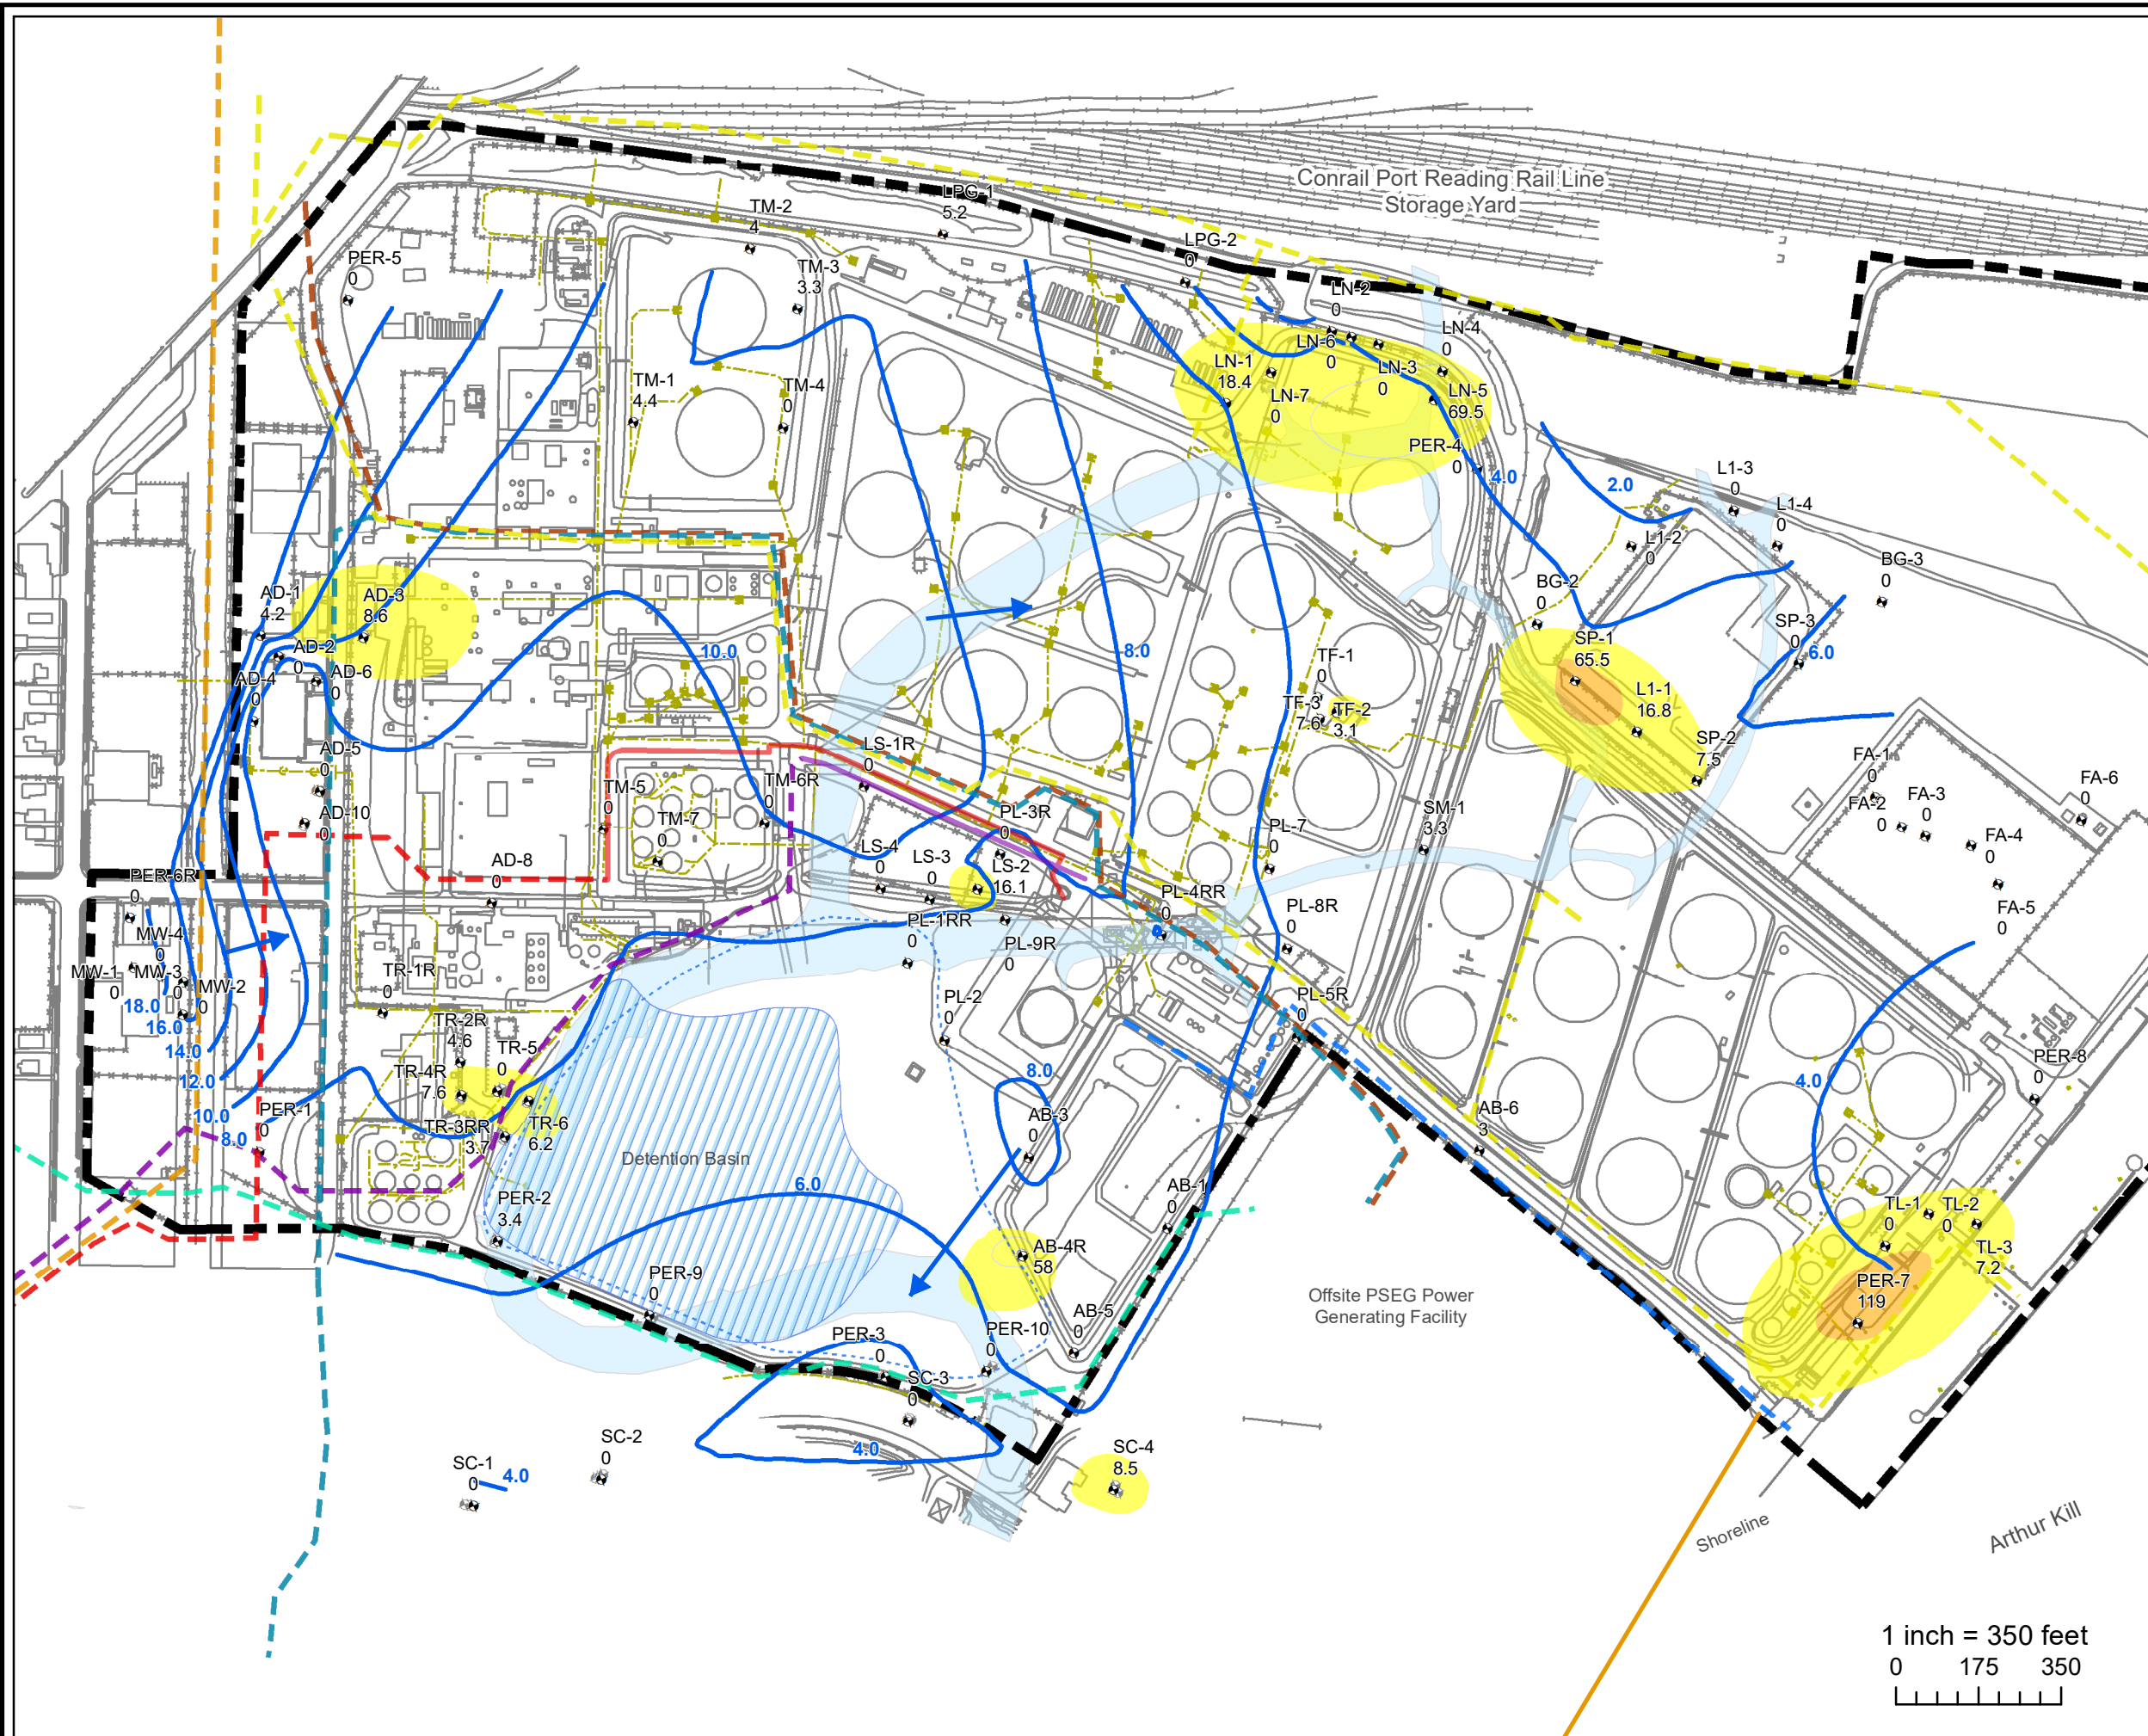 Conrail Port Reading Rail Line
Storage Yard
LPG-1
5.2
TM-2
4
LPG-2
0
PER-5
0
TM-3
3.3
LN-2
0
LN-4
0
LN-6
0
LN-1
18.4
LN-3
0
TM-1
4.4
TM-4
0
LN-7
0
LN-5
69.5
PER-4
0
4.0
2.0
L1-3
0
L1-4
0
L1-2
0
BG-3
0
BG-2
0
AD-1
4.2
AD-3
8.6
SP-3
0
6.0
SP-1
65.5
AD-2
0
AD-6
0
AD-4
0
10.0
8.0
TF-1
0
L1-1
16.8
TF-3
7.6
TF-2
3.1
SP-2
7.5
AD-5
0
LS-1R
0
FA-1
0
FA-6
0
TM-5
0
TM-6R
0
FA-2
0
FA-3
0
AD-10
0
TM-7
0
PL-3R
0
SM-1
3.3
PL-7
0
FA-4
0
AD-8
0
LS-4
0
LS-3
0
LS-2
16.1
PER-6R
0
PL-4RR
0
PL-8R
0
FA-5
0
PL-1RR
0
PL-9R
0
MW-4
0
MW-1
0
MW-3
0
MW-2
0
TR-1R
0
18.0
16.0
14.0
12.0
10.0
8.0
PL-2
0
PL-5R
0
TR-2R
4.6
TR-5
0
TR-4R
7.6
PER-8
0
8.0
4.0
PER-1
0
TR-3RR
3.7
TR-6
6.2
AB-3
0
AB-6
3
Detention Basin
6.0
PER-2
3.4
AB-1
0
TL-1
0
TL-2
0
AB-4R
58
TL-3
7.2
PER-9
0
PER-7
119
Offsite PSEG Power
Generating Facility
AB-5
0
PER-3
0
PER-10
0
SC-3
0
4.0
SC-2
0
SC-1
0
4.0
SC-4
8.5
Shoreline
Arthur Kill
1 inch = 350 feet
0 175 350